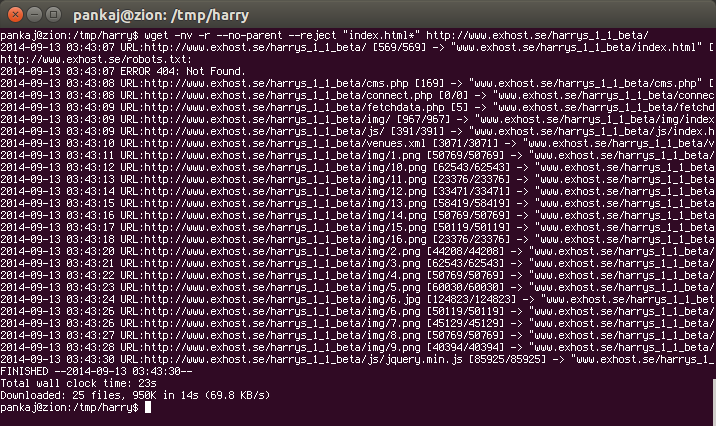 pankaj@zion: /tmp/harry
pankaj@zion:/tmp/harry$ wget -nv -r --no-parent --reject "index.html*" http://www.exhost.se/harrys_1_1_beta/
2014-09-13 03:43:07 URL:http://www.exhost.se/harrys_1_1_beta/ [569/569] -> "www.exhost.se/harrys_1_1_beta/index.html" [
http://www.exhost.se/robots.txt:
2014-09-13 03:43:07 ERROR 404: Not Found.
2014-09-13 03:43:08 URL:http://www.exhost.se/harrys_1_1_beta/cms.php [169] -> "www.exhost.se/harrys_1_1_beta/cms.php" [
2014-09-13 03:43:08 URL:http://www.exhost.se/harrys_1_1_beta/connect.php [0/0] -> "www.exhost.se/harrys_1_1_beta/connec
2014-09-13 03:43:09 URL:http://www.exhost.se/harrys_1_1_beta/fetchdata.php [5] -> "www.exhost.se/harrys_1_1_beta/fetchd
2014-09-13 03:43:09 URL:http://www.exhost.se/harrys_1_1_beta/img/ [967/967] -> "www.exhost.se/harrys_1_1_beta/img/index
2014-09-13 03:43:09 URL:http://www.exhost.se/harrys_1_1_beta/js/ [391/391] -> "www.exhost.se/harrys_1_1_beta/js/index.h
2014-09-13 03:43:10 URL:http://www.exhost.se/harrys_1_1_beta/venues.xml [3071/3071] -> "www.exhost.se/harrys_1_1_beta/v
2014-09-13 03:43:11 URL:http://www.exhost.se/harrys_1_1_beta/img/1.png [50769/50769] -> "www.exhost.se/harrys_1_1_beta/
2014-09-13 03:43:12 URL:http://www.exhost.se/harrys_1_1_beta/img/10.png [62543/62543] -> "www.exhost.se/harrys_1_1_beta/
2014-09-13 03:43:13 URL:http://www.exhost.se/harrys_1_1_beta/img/11.png [23376/23376] -> "www.exhost.se/harrys_1_1_beta/
2014-09-13 03:43:14 URL:http://www.exhost.se/harrys_1_1_beta/img/12.png [33471/33471] -> "www.exhost.se/harrys_1_1_beta/
2014-09-13 03:43:15 URL:http://www.exhost.se/harrys_1_1_beta/img/13.png [58419/58419] -> "www.exhost.se/harrys_1_1_beta/
2014-09-13 03:43:16 URL:http://www.exhost.se/harrys_1_1_beta/img/14.png [50769/50769] -> "www.exhost.se/harrys_1_1_beta/
2014-09-13 03:43:17 URL:http://www.exhost.se/harrys_1_1_beta/img/15.png [50119/50119] -> "www.exhost.se/harrys_1_1_beta/
2014-09-13 03:43:18 URL:http://www.exhost.se/harrys_1_1_beta/img/16.png [23376/23376] -> "www.exhost.se/harrys_1_1_beta/
2014-09-13 03:43:20 URL:http://www.exhost.se/harrys_1_1_beta/img/2.png [44208/44208] -> "www.exhost.se/harrys_1_1_beta/
2014-09-13 03:43:21 URL:http://www.exhost.se/harrys_1_1_beta/img/3.png [62543/62543] -> "www.exhost.se/harrys_1_1_beta/
2014-09-13 03:43:22 URL:http://www.exhost.se/harrys_1_1_beta/img/4.png [50769/50769] -> "www.exhost.se/harrys_1_1_beta/
2014-09-13 03:43:23 URL:http://www.exhost.se/harrys_1_1_beta/img/5.png [60030/60030] -> "www.exhost.se/harrys_1_1_beta/
2014-09-13 03:43:24 URL:http://www.exhost.se/harrys_1_1_beta/img/6.jpg [124823/124823] -> "www.exhost.se/harrys_1_1_bet
2014-09-13 03:43:26 URL:http://www.exhost.se/harrys_1_1_beta/img/6.png [50119/50119] -> "www.exhost.se/harrys_1_1_beta/
2014-09-13 03:43:26 URL:http://www.exhost.se/harrys_1_1_beta/img/7.png [45129/45129] -> "www.exhost.se/harrys_1_1_beta/
2014-09-13 03:43:27 URL:http://www.exhost.se/harrys_1_1_beta/img/8.png [50769/50769] -> "www.exhost.se/harrys_1_1_beta/
2014-09-13 03:43:28 URL:http://www.exhost.se/harrys_1_1_beta/img/9.png [40394/40394] -> "www.exhost.se/harrys_1_1_beta/
2014-09-13 03:43:30 URL:http://www.exhost.se/harrys_1_1_beta/js/jquery.min.js [85925/85925] -> "www.exhost.se/harrys_1_
FINISHED --2014-09-13 03:43:30--
Total wall clock time: 23s
Downloaded: 25 files, 950K in 14s (69.8 KB/s)
pankaj@zion:/tmp/harry$